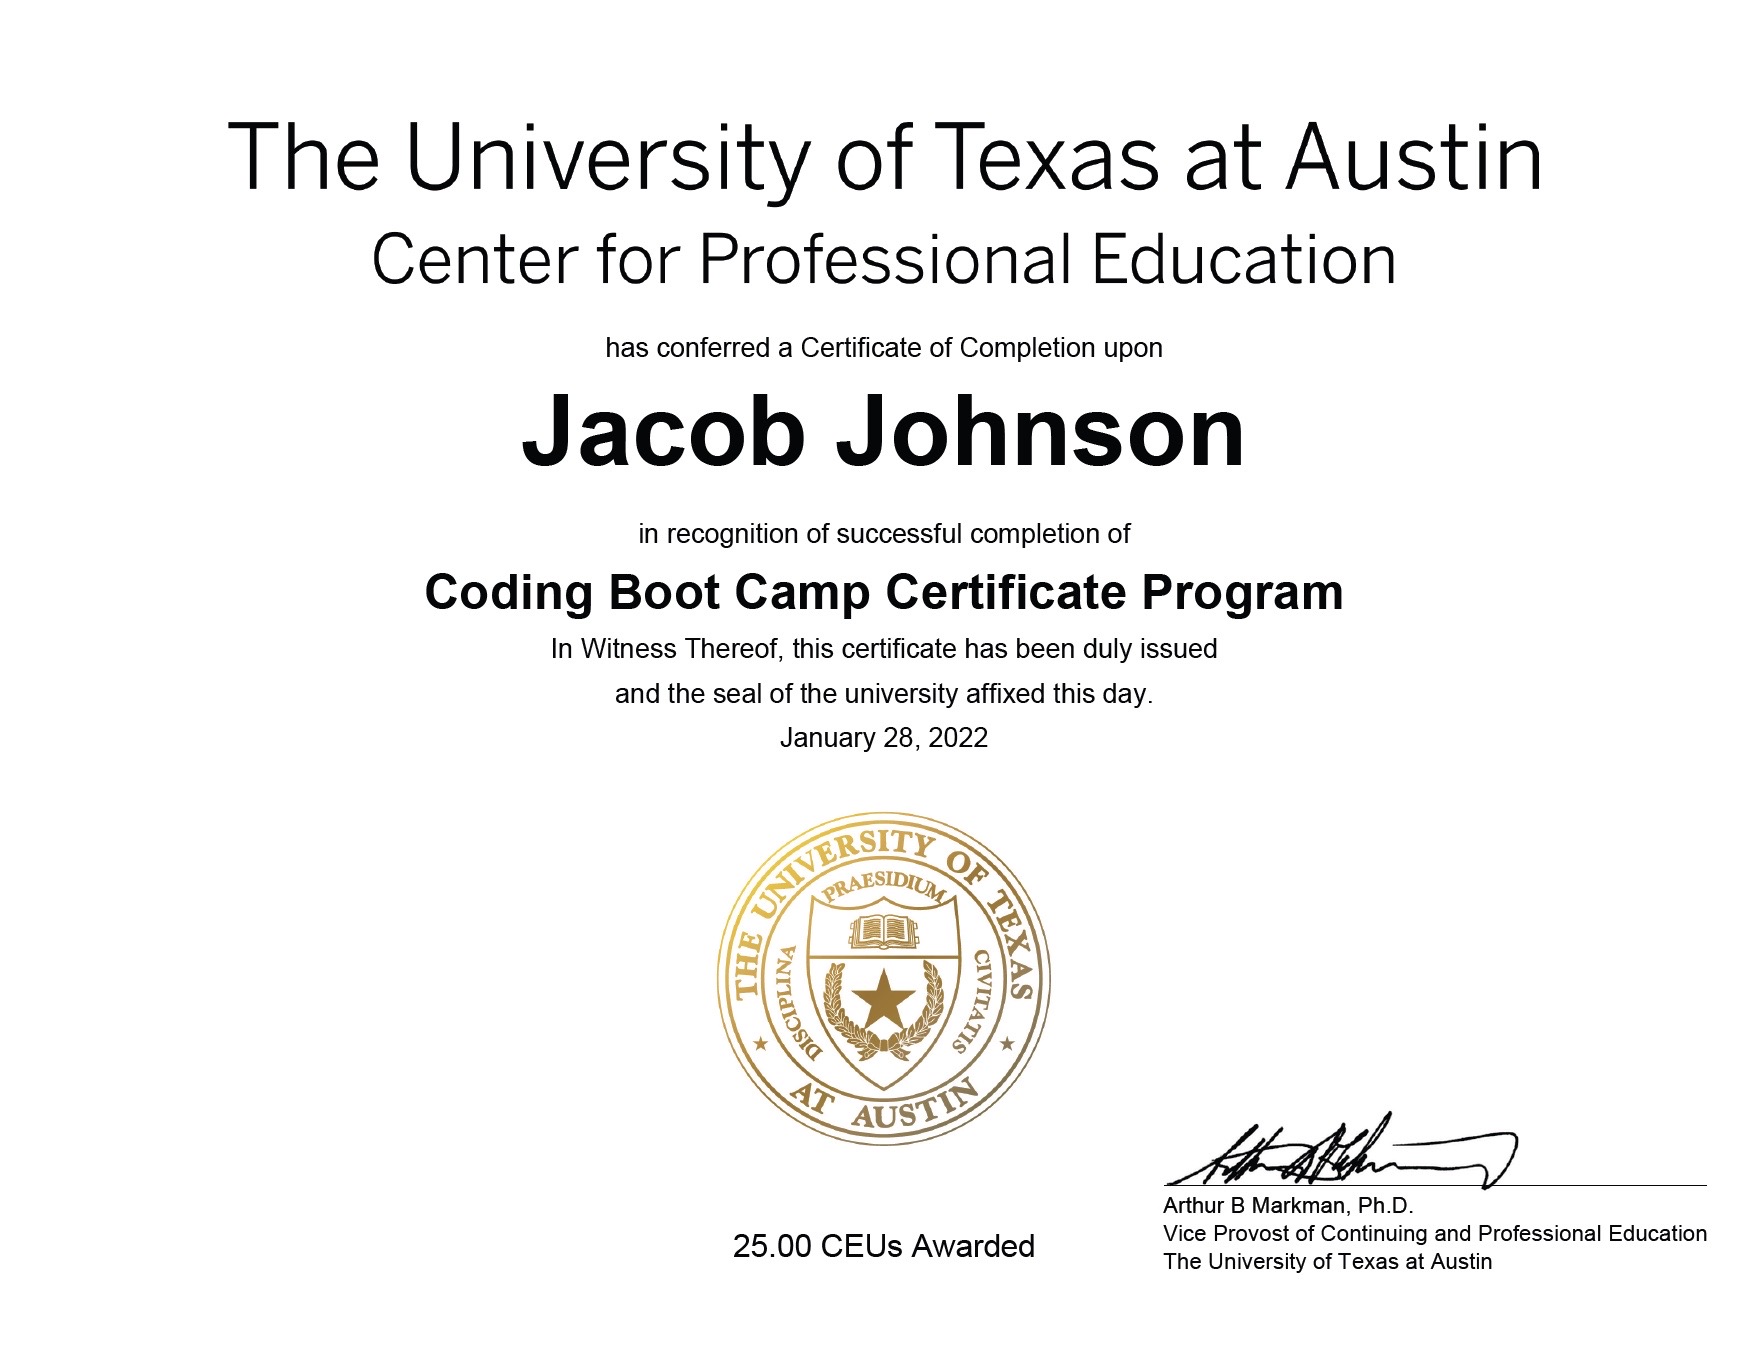 The University of Texas at Austin
Center for Professional Education
has conferred a Certificate of Completion upon
Jacob Johnson
in recognition of successful completion of
Coding Boot Camp Certificate Program
In Witness Thereof, this certificate has been duly issued
and the seal of the university affixed this day.
January 28, 2022
THE UNIVERSITY OF TEXAS
AT AUSTIN
PRAESIDIUM
DISCIPLINA
CIVITATIS
25.00 CEUs Awarded
Arthur B Markman, Ph.D.
Vice Provost of Continuing and Professional Education
The University of Texas at Austin